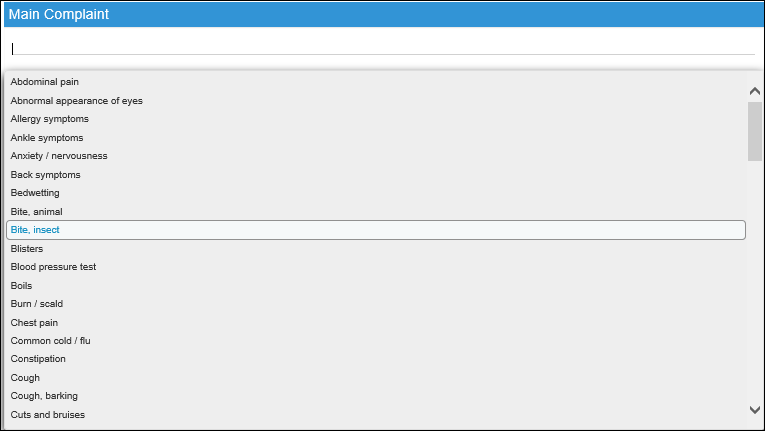 Main Complaint
Abdominal pain
Abnormal appearance of eyes
Allergy symptoms
Ankle symptoms
Anxiety / nervousness
Back symptoms
Bedwetting
Bite, animal
Bite, insect
Blisters
Blood pressure test
Boils
Burn / scald
Chest pain
Common cold / flu
Constipation
Cough
Cough, barking
Cuts and bruises